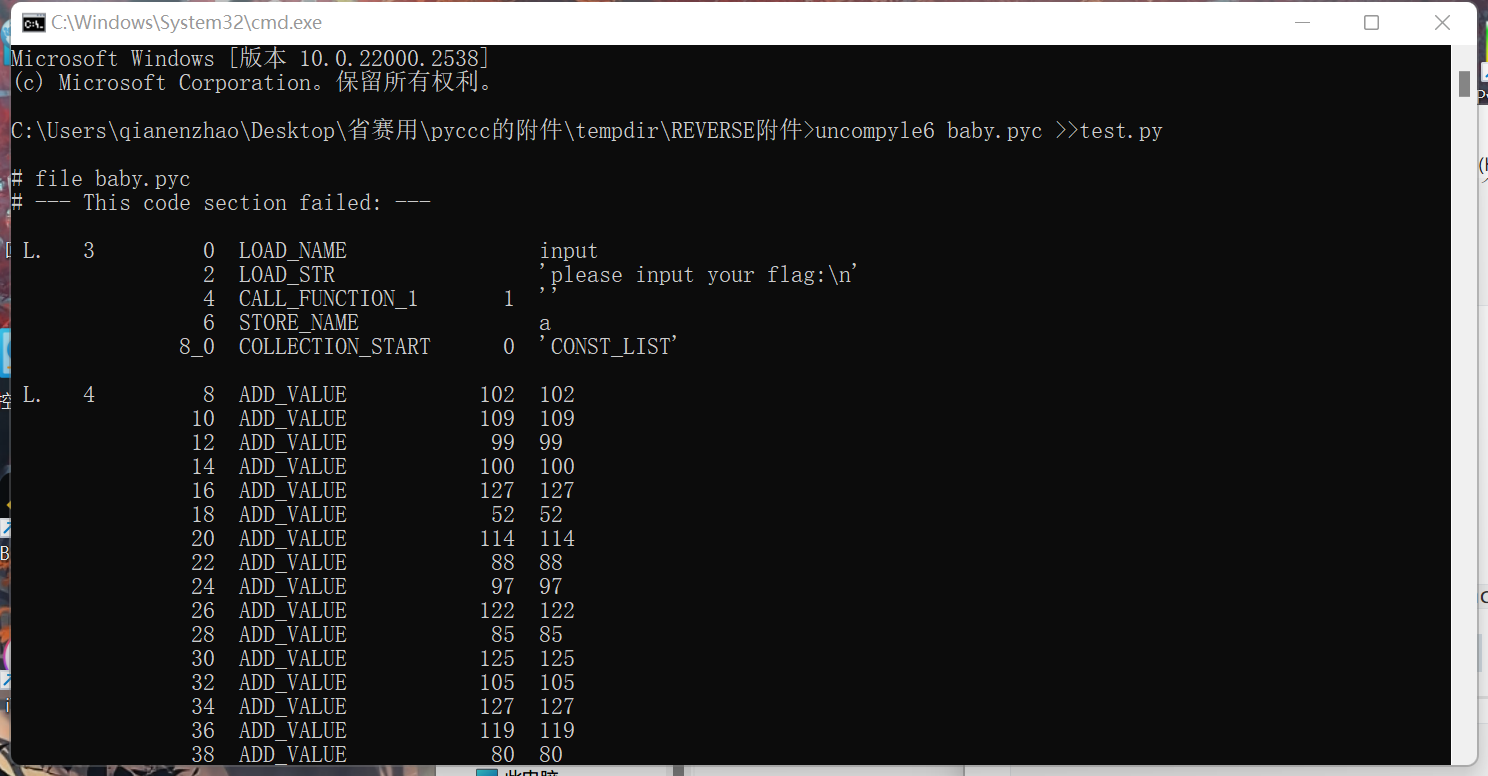 C:\Windows\System32\cmd.exe
Microsoft Windows [版本 10.0.22000.2538]
(c) Microsoft Corporation。保留所有权利。
C:\Users\qianenzhao\Desktop\省赛用\pyccc的附件\tempdir\REVERSE附件>uncompyle6 baby.pyc >>test.py
# file baby.pyc
# --- This code section failed: ---
L. 3 0 LOAD_NAME input
2 LOAD_STR 'please input your flag:\n'
4 CALL_FUNCTION_1 1 ''
6 STORE_NAME a
8_0 COLLECTION_START 0 'CONST_LIST'
L. 4 8 ADD_VALUE 102 102
10 ADD_VALUE 109 109
12 ADD_VALUE 99 99
14 ADD_VALUE 100 100
16 ADD_VALUE 127 127
18 ADD_VALUE 52 52
20 ADD_VALUE 114 114
22 ADD_VALUE 88 88
24 ADD_VALUE 97 97
26 ADD_VALUE 122 122
28 ADD_VALUE 85 85
30 ADD_VALUE 125 125
32 ADD_VALUE 105 105
34 ADD_VALUE 127 127
36 ADD_VALUE 119 119
38 ADD_VALUE 80 80